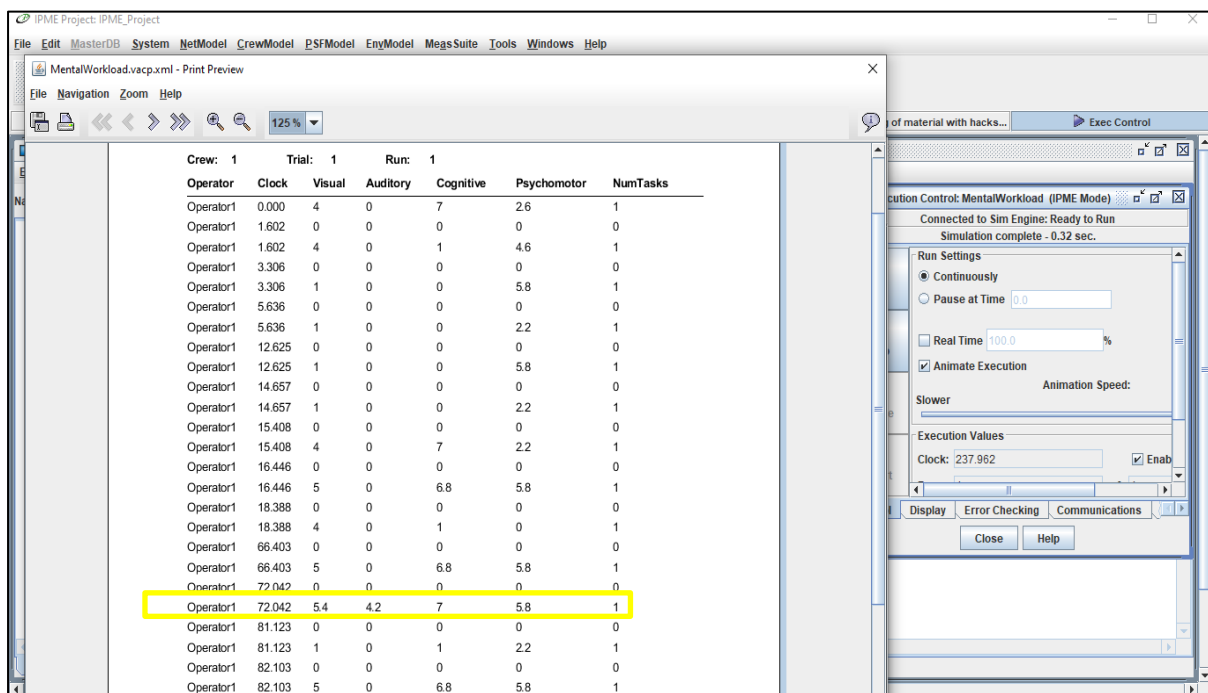 IPME Project: IPME_Project
File Edit MasterDB System NetModel CrewModel PSFModel EnvModel MeasSuite Tools Windows Help
MentalWorkload.vacp.xml - Print Preview
File Navigation Zoom Help
125 %
of material with hacks... Exec Control
Crew: 1 Trial: 1 Run: 1
Operator Clock Visual Auditory Cognitive Psychomotor NumTasks
Operator1 0.000 4 0 7 2.6 1
Operator1 1.602 0 0 0 0 0
Operator1 1.602 4 0 1 4.6 1
Operator1 3.306 0 0 0 0 0
Operator1 3.306 1 0 0 5.8 1
Operator1 5.636 0 0 0 0 0
Operator1 5.636 1 0 0 2.2 1
Operator1 12.625 0 0 0 0 0
Operator1 12.625 1 0 0 5.8 1
Operator1 14.657 0 0 0 0 0
Operator1 14.657 1 0 0 2.2 1
Operator1 15.408 0 0 0 0 0
Operator1 15.408 4 0 7 2.2 1
Operator1 16.446 0 0 0 0 0
Operator1 16.446 5 0 6.8 5.8 1
Operator1 18.388 0 0 0 0 0
Operator1 18.388 4 0 1 0 1
Operator1 66.403 0 0 0 0 0
Operator1 66.403 5 0 6.8 5.8 1
Operator1 72.042 0 0 0 0 0
Operator1 72.042 5.4 4.2 7 5.8 1
Operator1 81.123 0 0 0 0 0
Operator1 81.123 1 0 1 2.2 1
Operator1 82.103 0 0 0 0 0
Operator1 82.103 5 0 6.8 5.8 1
cution Control: MentalWorkload (IPME Mode)
Connected to Sim Engine: Ready to Run
Simulation complete - 0.32 sec.
Run Settings
Continuously
Pause at Time 0.0
Real Time 100.0 %
Animate Execution
Animation Speed:
Slower
Execution Values
Clock: 237.962 Enab
Display Error Checking Communications
Close Help